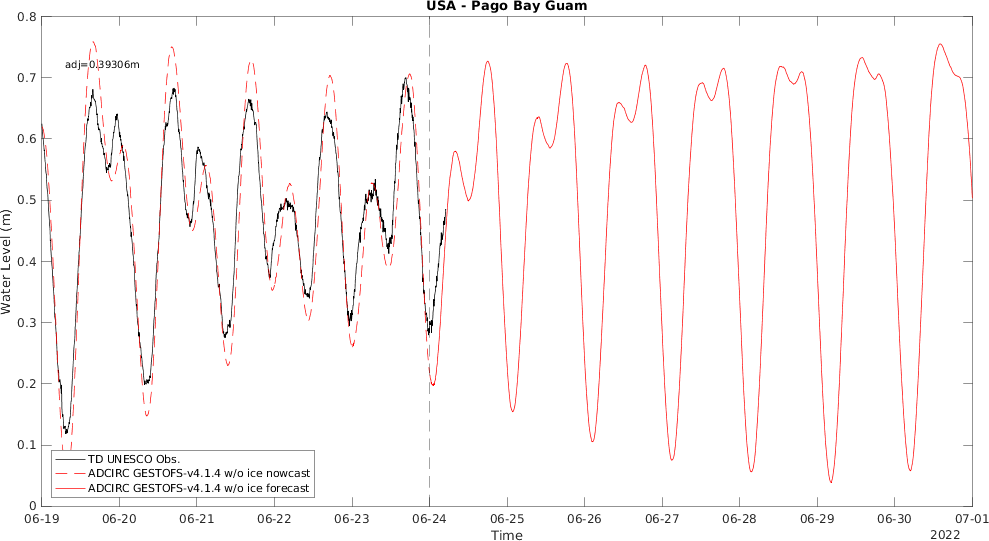 USA - Pago Bay Guam
0.8
0.7
0.6
0.5
0.4
0.3
0.2
0.1
0
Water Level (m)
adj=0.39306m
TD UNESCO Obs.
ADCIRC GESTOFS-v4.1.4 w/o ice nowcast
ADCIRC GESTOFS-v4.1.4 w/o ice forecast
06-19 06-20 06-21 06-22 06-23 06-24 06-25 06-26 06-27 06-28 06-29 06-30 07-01
Time
2022